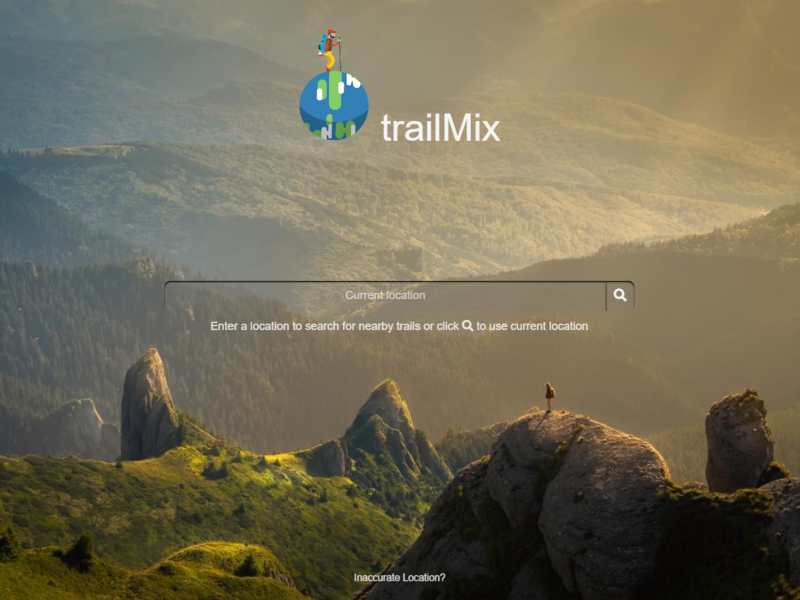 trailMix
Current location
Enter a location to search for nearby trails or click to use current location
Inaccurate Location?